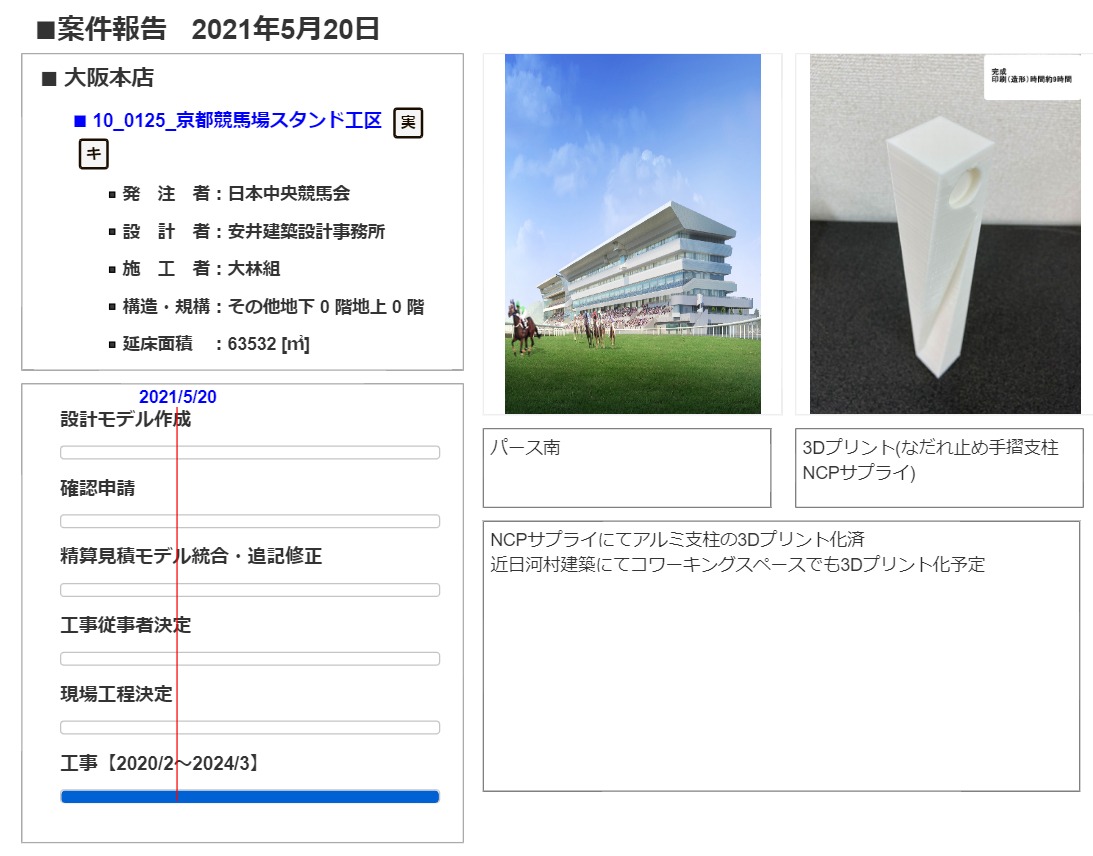 ■案件報告 2021年5月20日
■ 大阪本店
■ 10_0125_京都競馬場スタンド工区 実
キ
▪ 発 注 者：日本中央競馬会
▪ 設 計 者：安井建築設計事務所
▪ 施 工 者：大林組
▪ 構造・規構：その他地下 0 階地上 0 階
▪ 延床面積 ：63532 [㎡]
2021/5/20
設計モデル作成
確認申請
精算見積モデル統合・追記修正
工事従事者決定
現場工程決定
工事【2020/2～2024/3】
完成
印刷(造形)時間約9時間
パース南
3Dプリント(なだれ止め手摺支柱
NCPサプライ)
NCPサプライにてアルミ支柱の3Dプリント化済
近日河村建築にてコワーキングスペースでも3Dプリント化予定